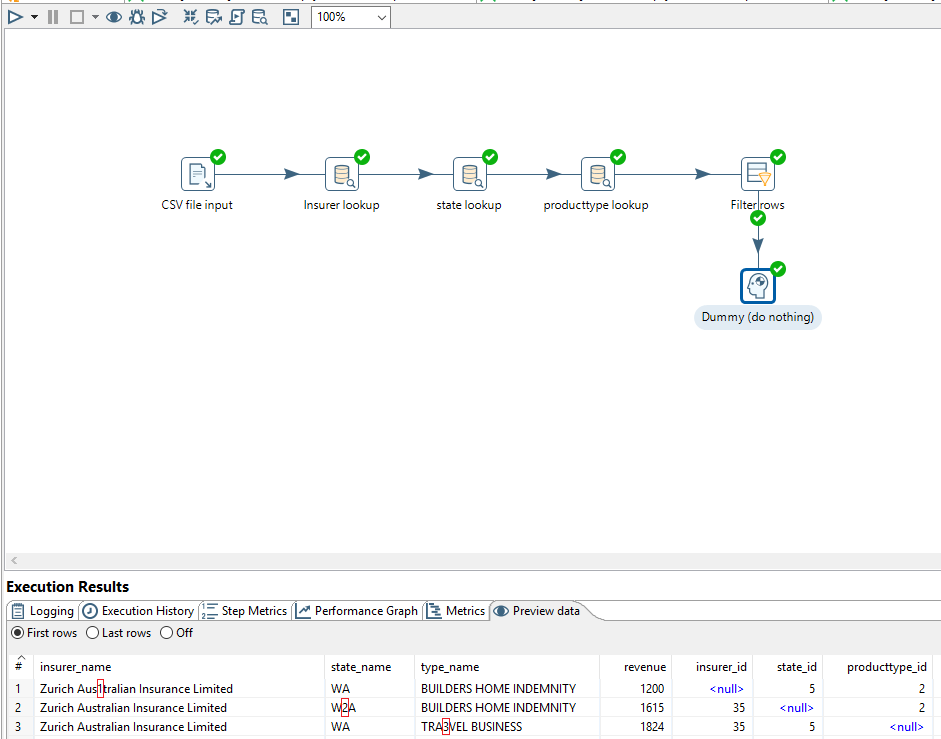 100%
CSV file input
Insurer lookup
state lookup
producttype lookup
Filter rows
Dummy (do nothing)
Execution Results
Logging Execution History Step Metrics Performance Graph Metrics Preview data
First rows Last rows Off
# insurer_name state_name type_name revenue insurer_id state_id producttype_id
1 Zurich Aus1tralian Insurance Limited WA BUILDERS HOME INDEMNITY 1200 <null> 5 2
2 Zurich Australian Insurance Limited W2A BUILDERS HOME INDEMNITY 1615 35 <null> 2
3 Zurich Australian Insurance Limited WA TRA3VEL BUSINESS 1824 35 5 <null>